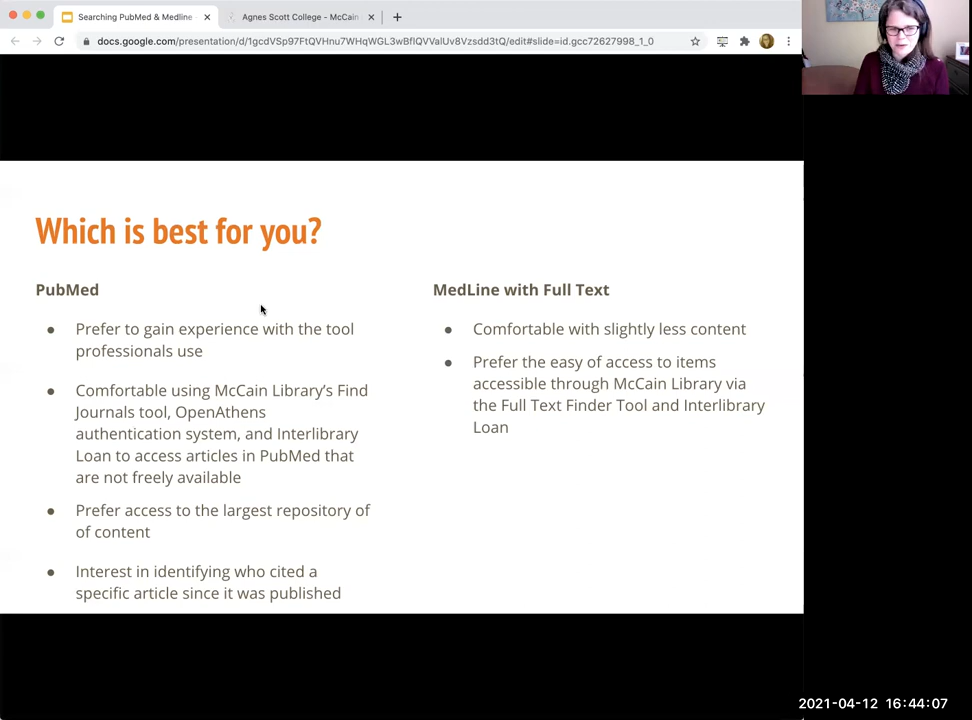 Searching PubMed & Medline
Agnes Scott College - McCain
docs.google.com/presentation/d/1gcdVSp97FtQVHnu7WHqWGL3wBflQVValUv8Vzsdd3tQ/edit#slide=id.gcc72627998_1_0
Which is best for you?
PubMed
Prefer to gain experience with the tool
professionals use
Comfortable using McCain Library's Find
Journals tool, OpenAthens
authentication system, and Interlibrary
Loan to access articles in PubMed that
are not freely available
Prefer access to the largest repository of
of content
Interest in identifying who cited a
specific article since it was published
MedLine with Full Text
Comfortable with slightly less content
Prefer the easy of access to items
accessible through McCain Library via
the Full Text Finder Tool and Interlibrary
Loan
2021-04-12 16:44:07